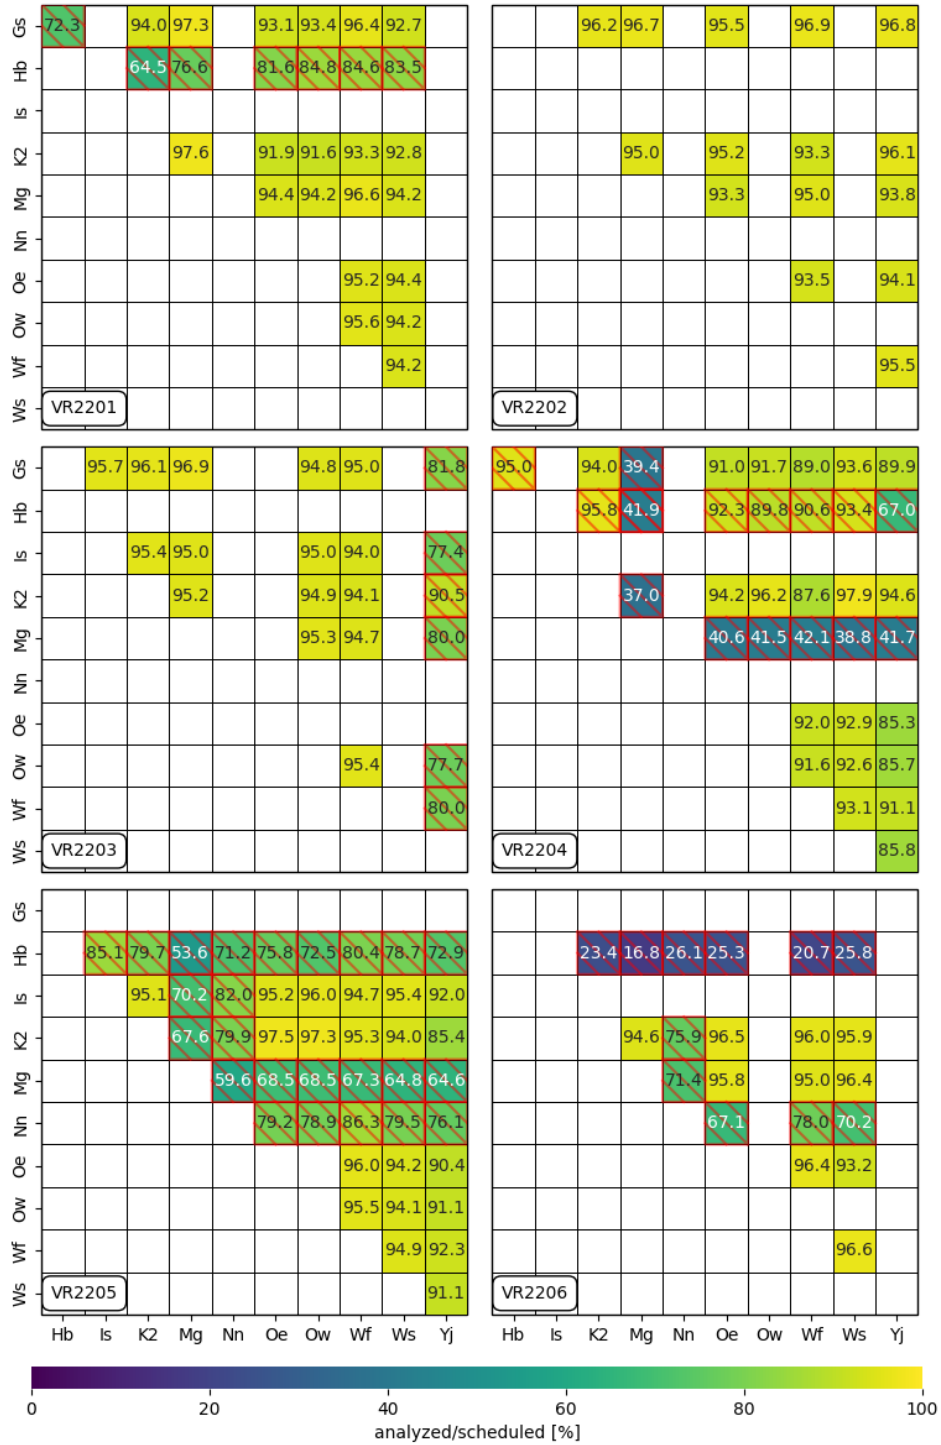 Gs 72.3 94.0 97.3 93.1 93.4 96.4 92.7 96.2 96.7 95.5 96.9 96.8
Hb 64.5 76.6 81.6 84.8 84.6 83.5
Is
K2 97.6 91.9 91.6 93.3 92.8 95.0 95.2 93.3 96.1
Mg 94.4 94.2 96.6 94.2 93.3 95.0 93.8
Nn
Oe 95.2 94.4 93.5 94.1
Ow 95.6 94.2
Wf 94.2 95.5
Ws VR2201 VR2202
Gs 95.7 96.1 96.9 94.8 95.0 81.8 95.0 94.0 39.4 91.0 91.7 89.0 93.6 89.9
Hb 95.8 41.9 92.3 89.8 90.6 93.4 67.0
Is 95.4 95.0 95.0 94.0 77.4
K2 95.2 94.9 94.1 90.5 37.0 94.2 96.2 87.6 97.9 94.6
Mg 95.3 94.7 80.0 40.6 41.5 42.1 38.8 41.7
Nn
Oe 92.0 92.9 85.3
Ow 95.4 77.7 91.6 92.6 85.7
Wf 80.0 93.1 91.1
Ws VR2203 VR2204 85.8
Gs
Hb 85.1 79.7 53.6 71.2 75.8 72.5 80.4 78.7 72.9 23.4 16.8 26.1 25.3 20.7 25.8
Is 95.1 70.2 82.0 95.2 96.0 94.7 95.4 92.0
K2 67.6 79.9 97.5 97.3 95.3 94.0 85.4 94.6 75.9 96.5 96.0 95.9
Mg 59.6 68.5 68.5 67.3 64.8 64.6 71.4 95.8 95.0 96.4
Nn 79.2 78.9 86.3 79.5 76.1 67.1 78.0 70.2
Oe 96.0 94.2 90.4 96.4 93.2
Ow 95.5 94.1 91.1
Wf 94.9 92.3 96.6
Ws VR2205 91.1 VR2206
Hb Is K2 Mg Nn Oe Ow Wf Ws Yj Hb Is K2 Mg Nn Oe Ow Wf Ws Yj
0 20 40 60 80 100
analyzed/scheduled [%]